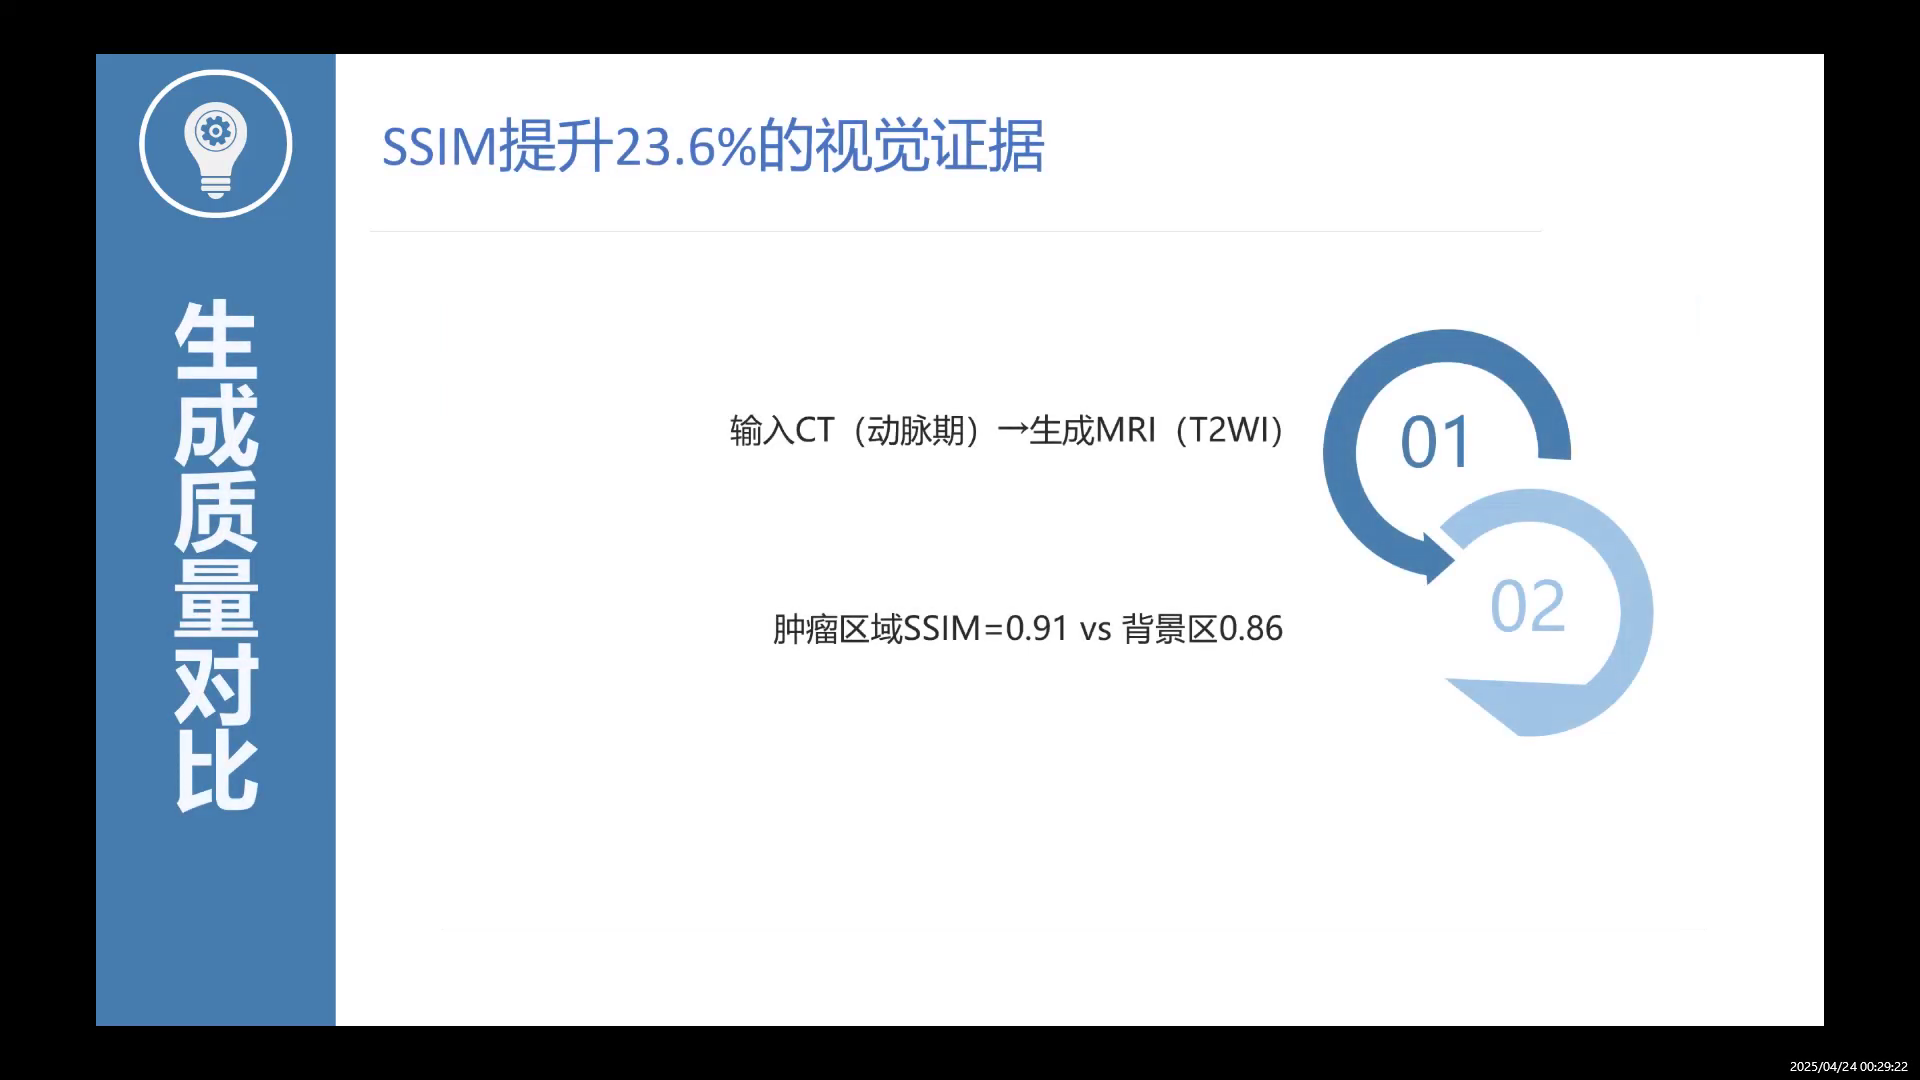 生成质量对比
SSIM提升23.6%的视觉证据
输入CT（动脉期）→生成MRI（T2WI）
01
肿瘤区域SSIM=0.91 vs 背景区0.86
02
2025/04/24 00:29:22